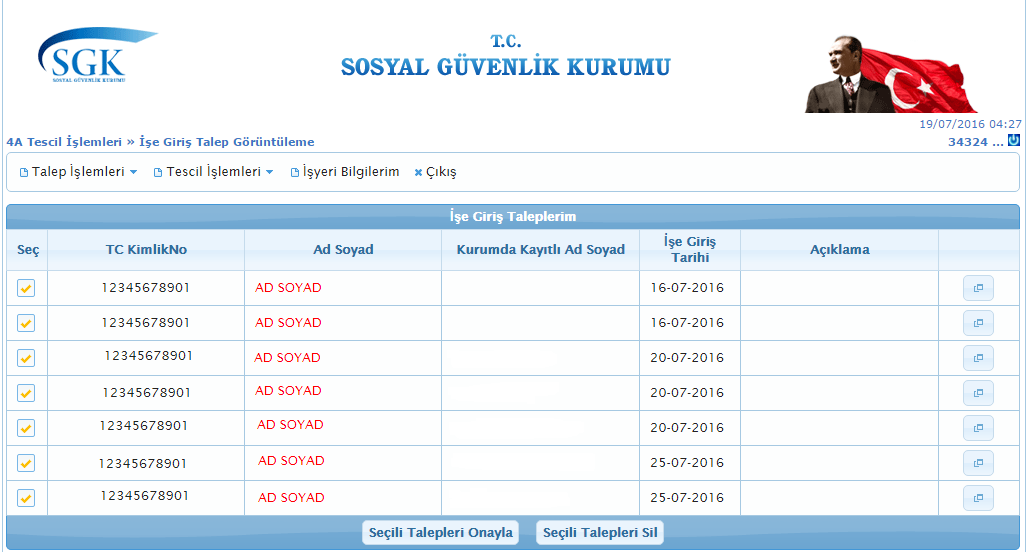 SGK
SOSYAL GÜVENLİK KURUMU
T.C.
SOSYAL GÜVENLİK KURUMU
19/07/2016 04:27
4A Tescil İşlemleri » İşe Giriş Talep Görüntüleme
34324 ...
Talep İşlemleri Tescil İşlemleri İşyeri Bilgilerim Çıkış
İşe Giriş Taleplerim
Seç TC KimlikNo Ad Soyad Kurumda Kayıtlı Ad Soyad İşe Giriş Tarihi Açıklama
12345678901 AD SOYAD 16-07-2016
12345678901 AD SOYAD 16-07-2016
12345678901 AD SOYAD 20-07-2016
12345678901 AD SOYAD 20-07-2016
12345678901 AD SOYAD 20-07-2016
12345678901 AD SOYAD 25-07-2016
12345678901 AD SOYAD 25-07-2016
Seçili Talepleri Onayla Seçili Talepleri Sil